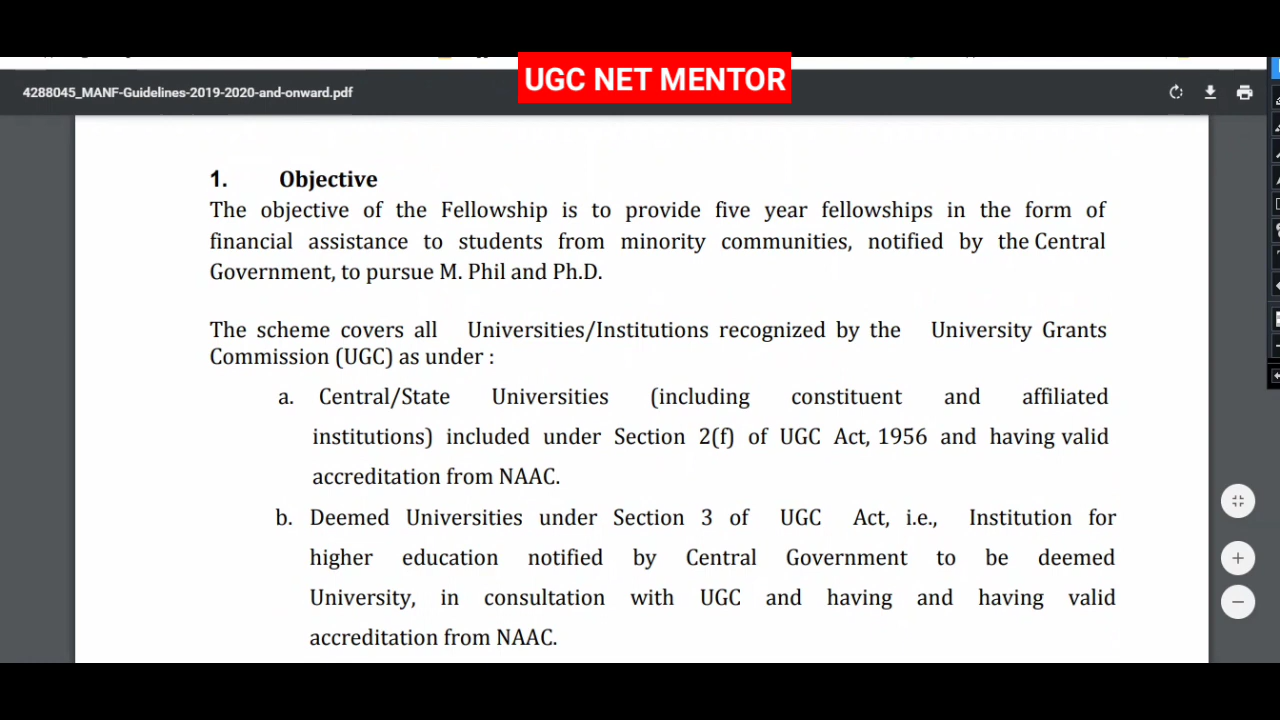 UGC NET MENTOR
4288045_MANF-Guidelines-2019-2020-and-onward.pdf
1. Objective
The objective of the Fellowship is to provide five year fellowships in the form of
financial assistance to students from minority communities, notified by the Central
Government, to pursue M. Phil and Ph.D.
The scheme covers all Universities/Institutions recognized by the University Grants
Commission (UGC) as under :
a. Central/State Universities (including constituent and affiliated
institutions) included under Section 2(f) of UGC Act, 1956 and having valid
accreditation from NAAC.
b. Deemed Universities under Section 3 of UGC Act, i.e., Institution for
higher education notified by Central Government to be deemed
University, in consultation with UGC and having and having valid
accreditation from NAAC.